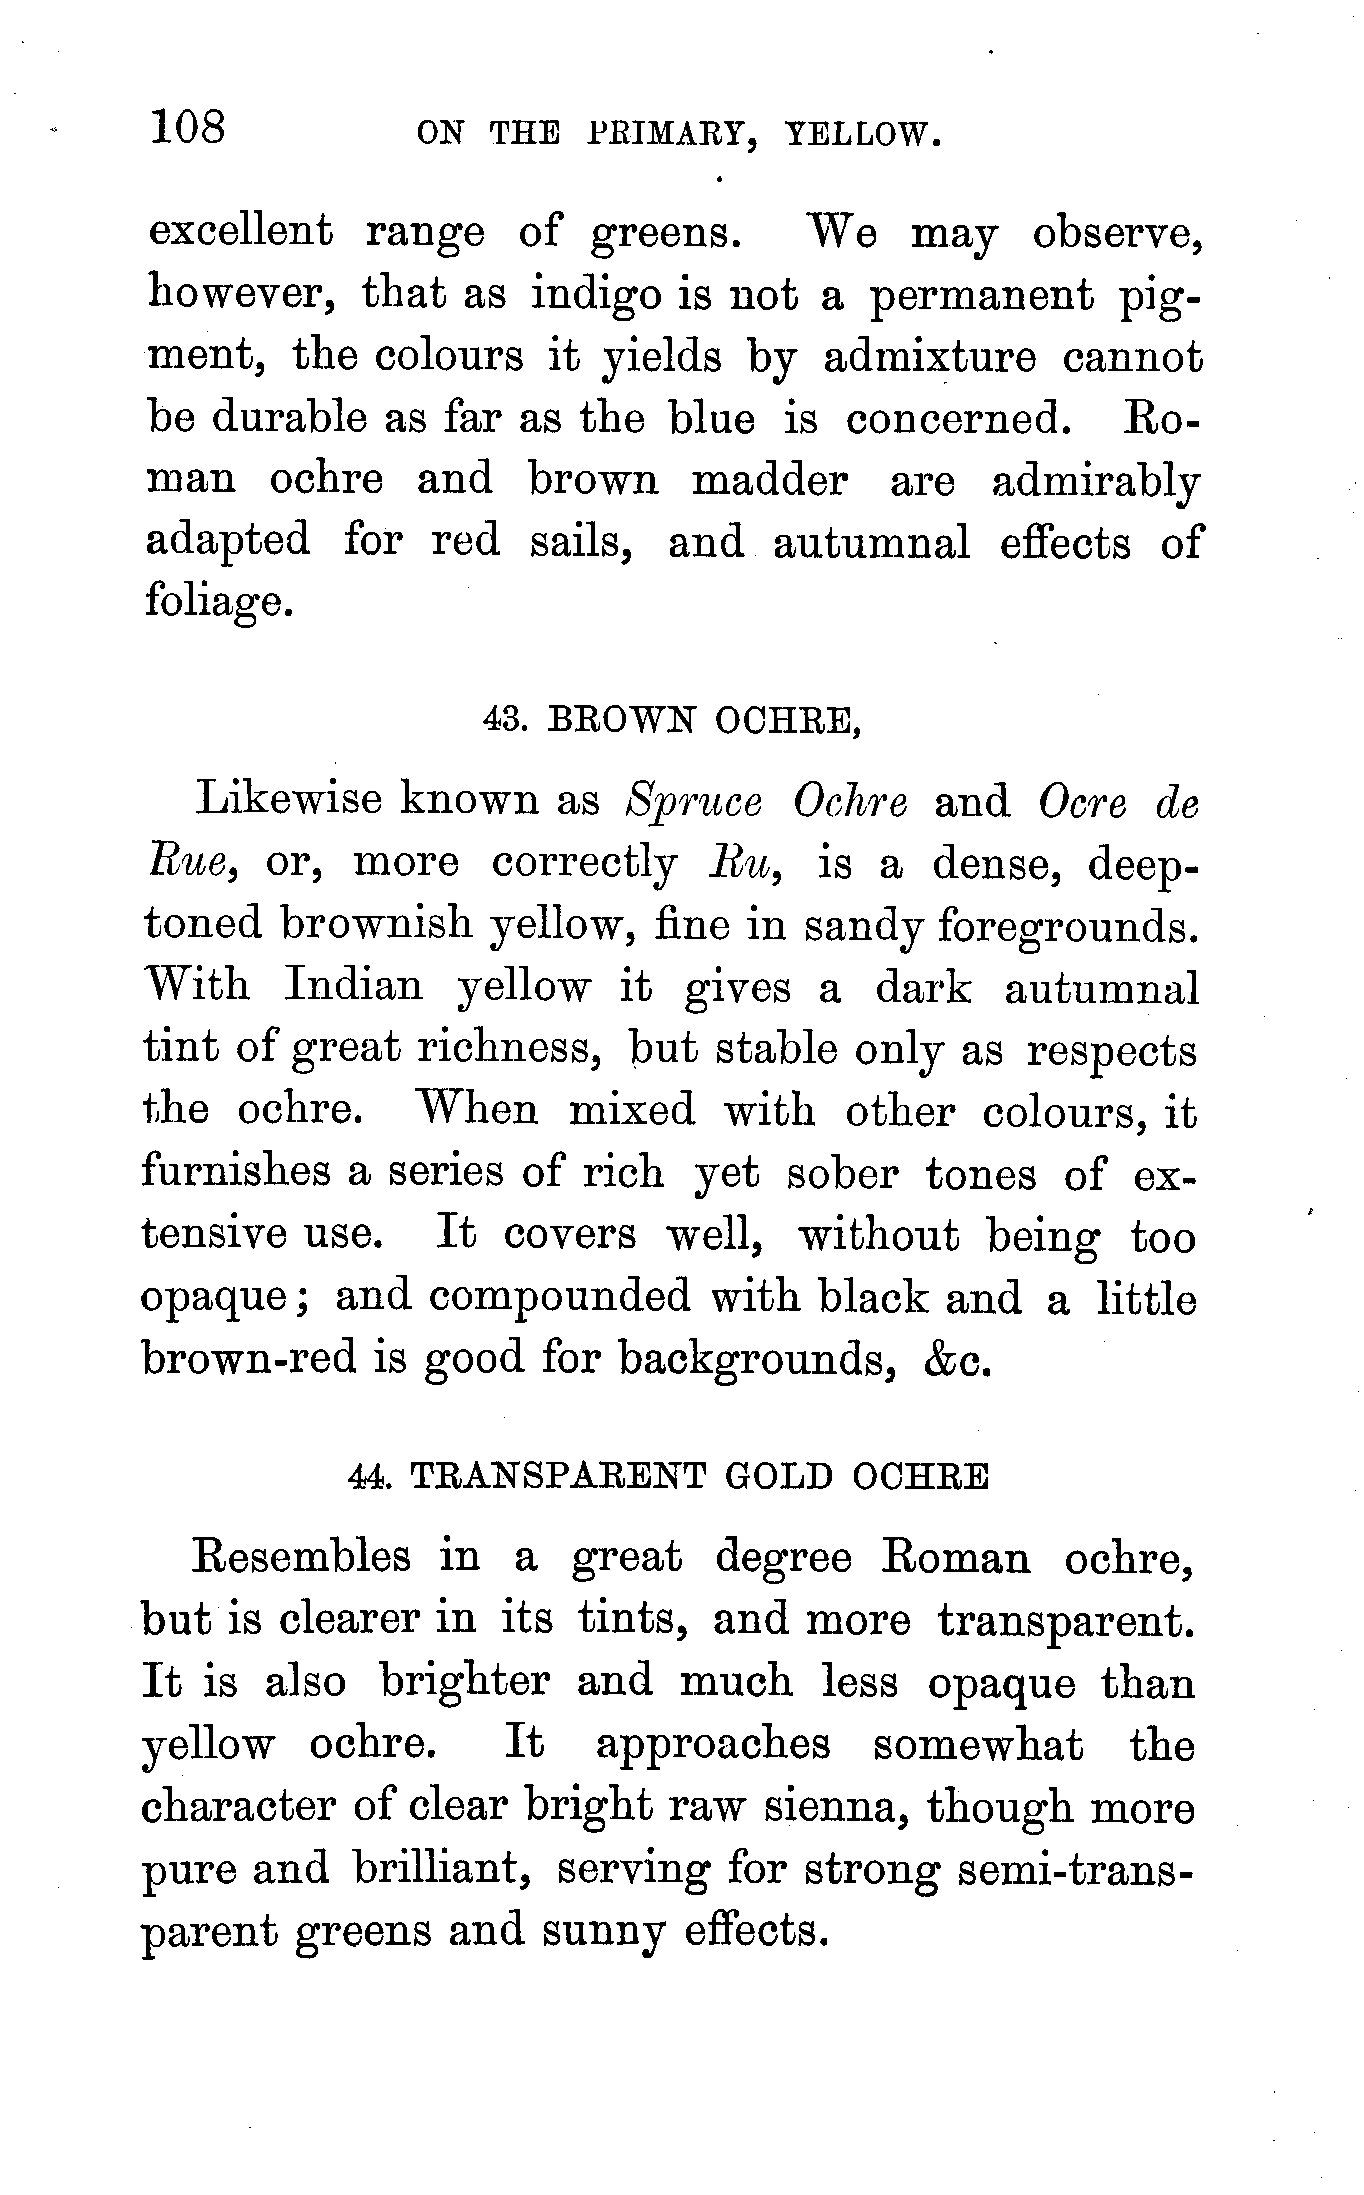 108 ON THE PRIMARY, YELLOW.
excellent range of greens. We may observe,
however, that as indigo is not a permanent pig-
ment, the colours it yields by admixture cannot
be durable as far as the blue is concerned. Ro-
man ochre and brown madder are admirably
adapted for red sails, and autumnal effects of
foliage.
43. BROWN OCHRE,
Likewise known as Spruce Ochre and Ocre de
Rue, or, more correctly Ru, is a dense, deep-
toned brownish yellow, fine in sandy foregrounds.
With Indian yellow it gives a dark autumnal
tint of great richness, but stable only as respects
the ochre. When mixed with other colours, it
furnishes a series of rich yet sober tones of ex-
tensive use. It covers well, without being too
opaque; and compounded with black and a little
brown-red is good for backgrounds, &c.
44. TRANSPARENT GOLD OCHRE
Resembles in a great degree Roman ochre,
but is clearer in its tints, and more transparent.
It is also brighter and much less opaque than
yellow ochre. It approaches somewhat the
character of clear bright raw sienna, though more
pure and brilliant, serving for strong semi-trans-
parent greens and sunny effects.